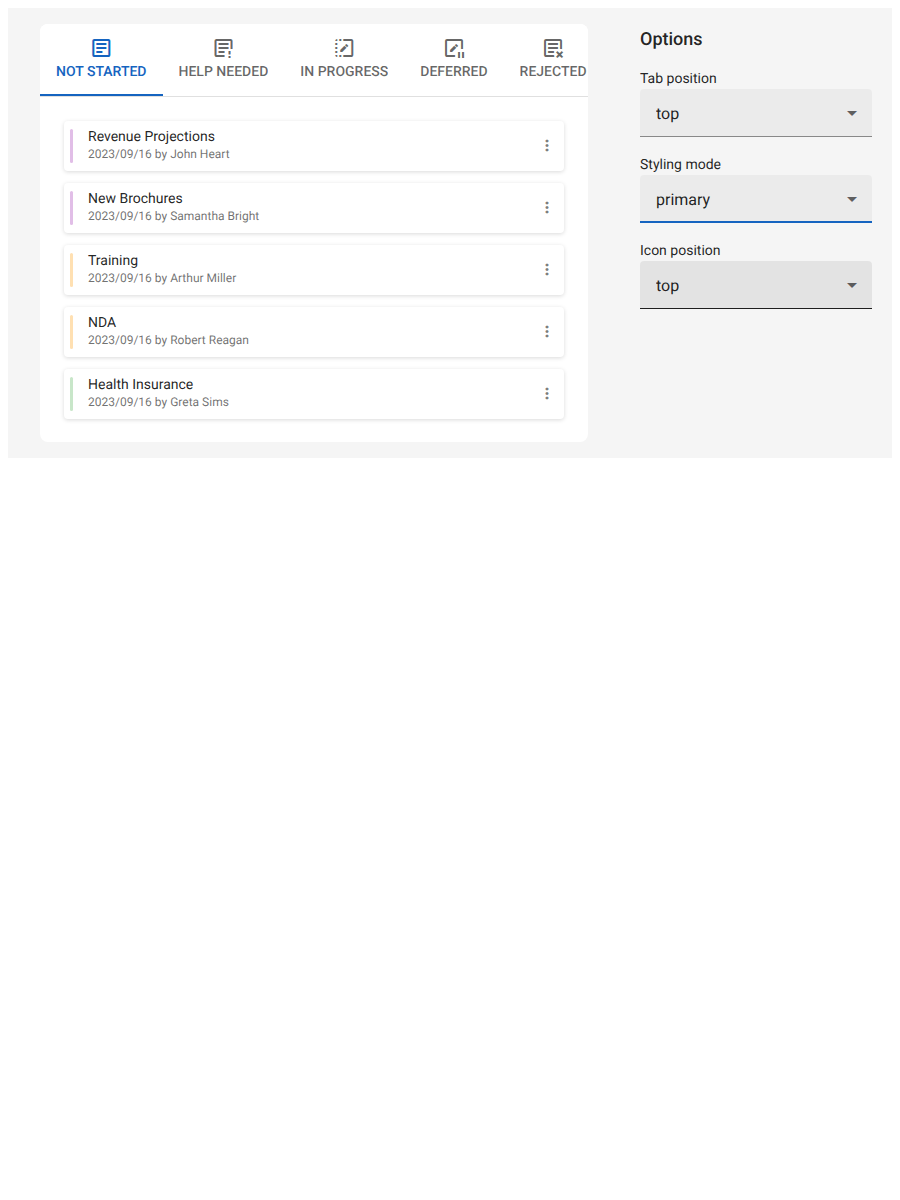 NOT STARTED
HELP NEEDED
IN PROGRESS
DEFERRED
REJECTED
Revenue Projections
2023/09/16 by John Heart
New Brochures
2023/09/16 by Samantha Bright
Training
2023/09/16 by Arthur Miller
NDA
2023/09/16 by Robert Reagan
Health Insurance
2023/09/16 by Greta Sims
Options
Tab position
top
Styling mode
primary
Icon position
top